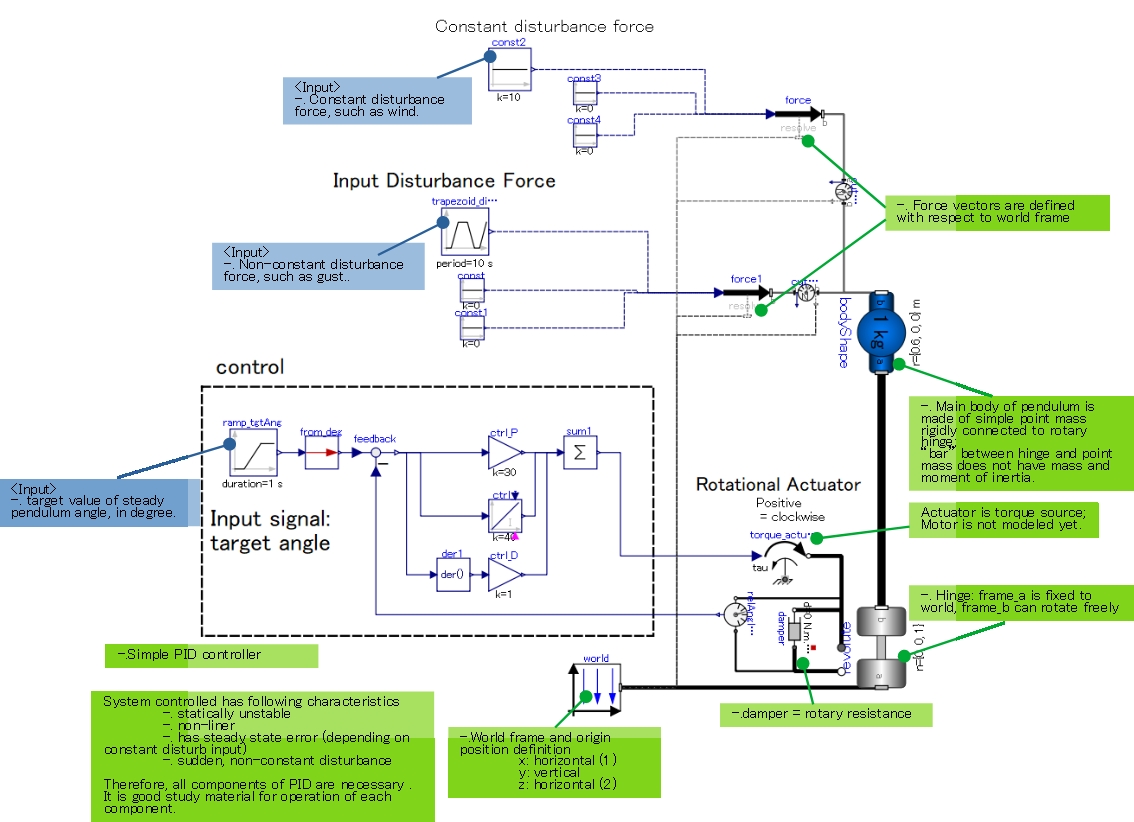 Constant disturbance force
const2
k=10
<Input>
-. Constant disturbance
force, such as wind.
const3
k=0
const4
k=0
force
resolve
b
Input Disturbance Force
trapezoid_di...
period=10 s
<Input>
-. Non-constant disturbance
force, such as gust..
const
k=0
const1
k=0
force1
cut...
-. Force vectors are defined
with respect to world frame
bodyShape
b
1 kg
a
r={0.6, 0, 0} m
-. Main body of pendulum is
made of simple point mass
rigidly connected to rotary
hinge;
"bar" between hinge and point
mass does not have mass and
moment of inertia.
control
ramp_tgtAng
duration=1 s
from_deg
feedback
ctrl_P
k=30
sum1
Σ
ctrl_I
k=40
der1
der()
ctrl_D
k=1
<Input>
-. target value of steady
pendulum angle, in degree.
Input signal:
target angle
Rotational Actuator
Positive
= clockwise
torque_actu...
tau
Actuator is torque source;
Motor is not modeled yet.
relAngl...
damper
d=0 N.m....
revolute
b
a
n={0, 0, 1}
-. Hinge: frame_a is fixed to
world, frame_b can rotate freely
-.Simple PID controller
world
-.damper = rotary resistance
System controlled has following characteristics
-. statically unstable
-. non-liner
-. has steady state error (depending on
constant disturb input)
-. sudden, non-constant disturbance
Therefore, all components of PID are necessary .
It is good study material for operation of each
component.
-.World frame and origin
position definition
x: horizontal (1)
y: vertical
z: horizontal (2)